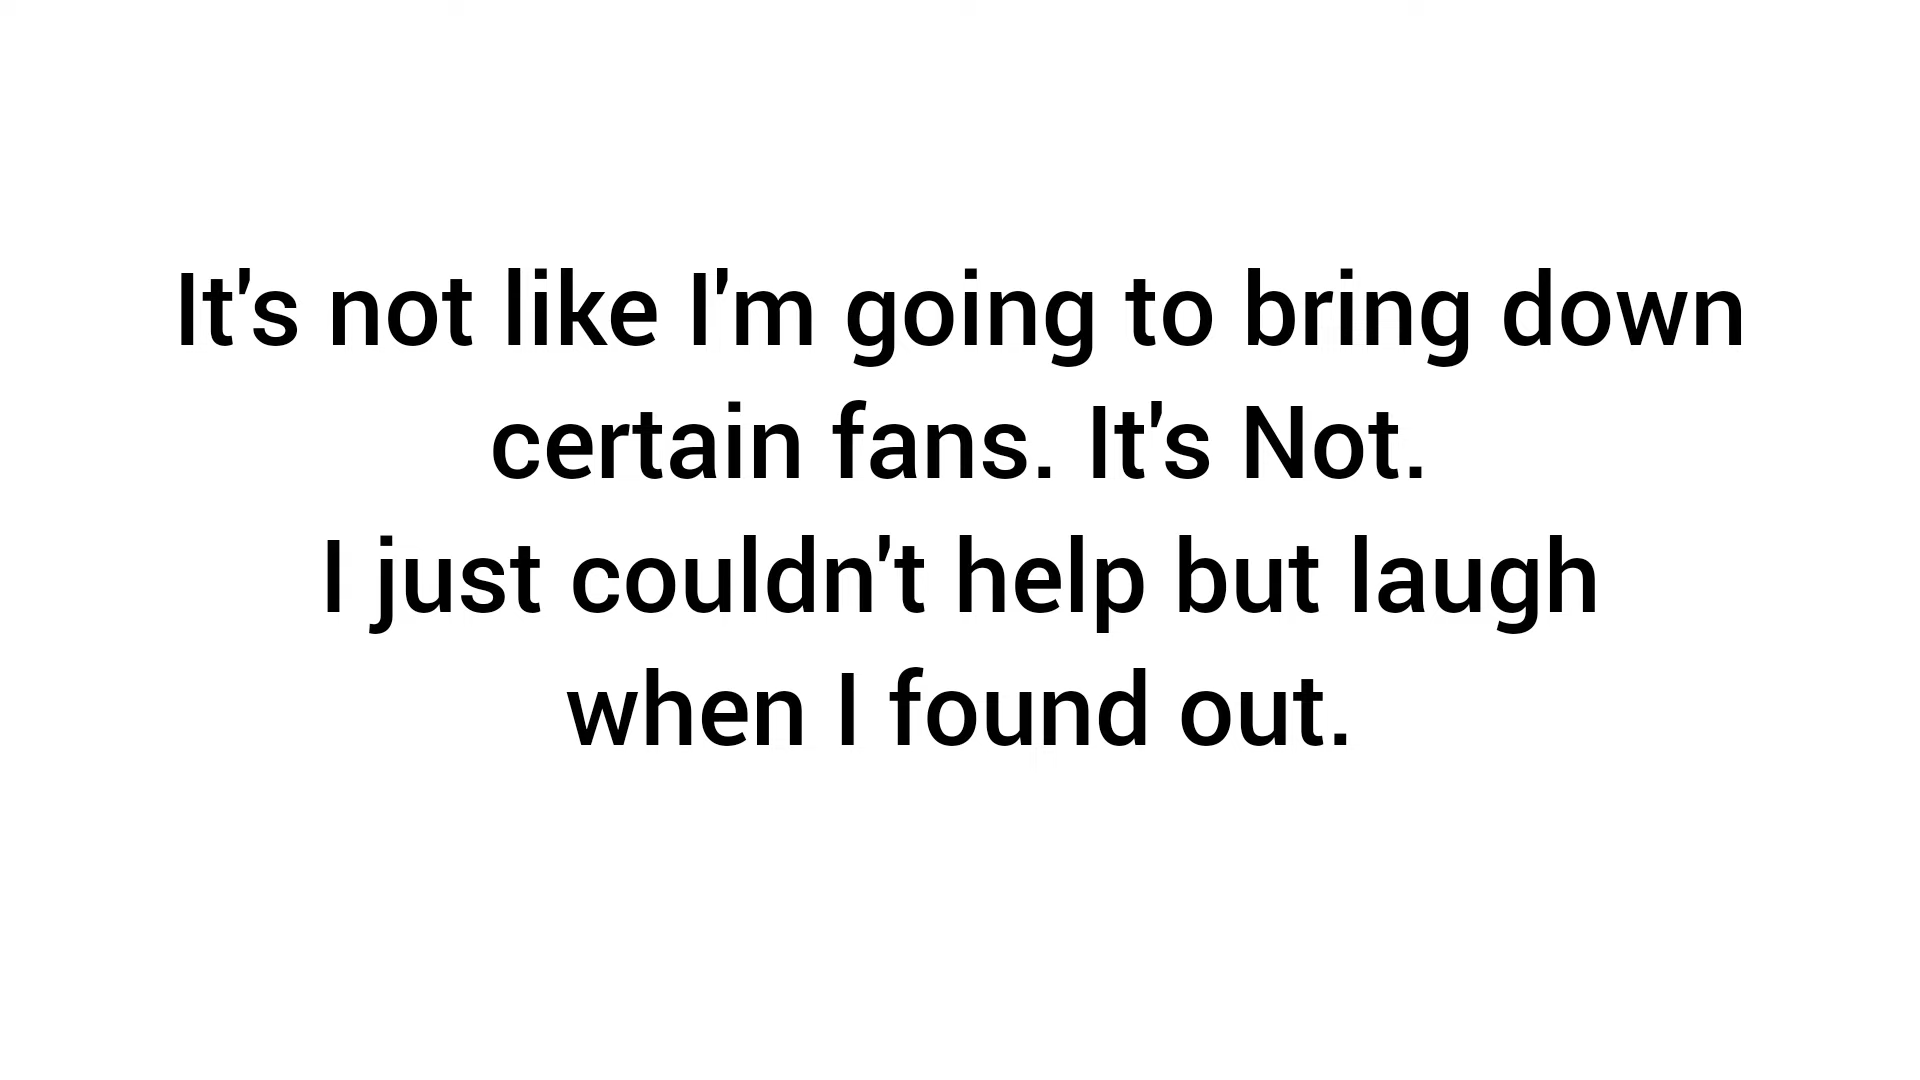 It's not like I'm going to bring down
certain fans. It's Not.
I just couldn't help but laugh
when I found out.